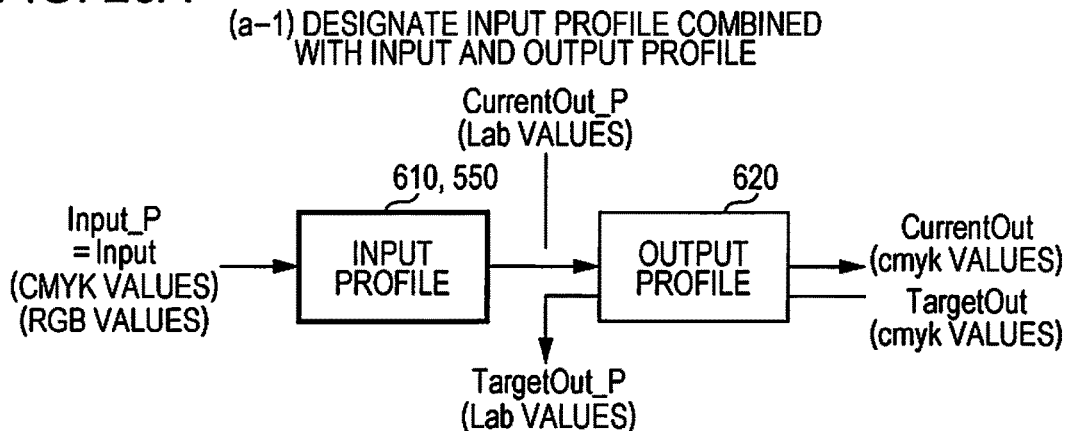 (a–1) DESIGNATE INPUT PROFILE COMBINED
WITH INPUT AND OUTPUT PROFILE
CurrentOut_P
(Lab VALUES)
610, 550
620
Input_P
= Input
(CMYK VALUES)
(RGB VALUES)
INPUT
PROFILE
OUTPUT
PROFILE
CurrentOut
(cmyk VALUES)
TargetOut
(cmyk VALUES)
TargetOut_P
(Lab VALUES)